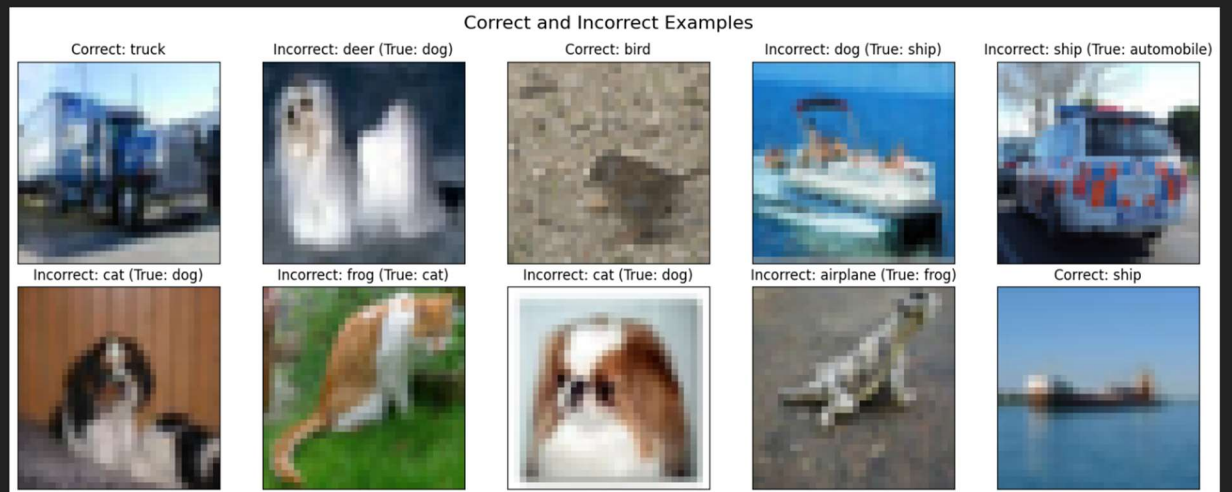 Correct and Incorrect Examples
Correct: truck
Incorrect: deer (True: dog)
Correct: bird
Incorrect: dog (True: ship)
Incorrect: ship (True: automobile)
Incorrect: cat (True: dog)
Incorrect: frog (True: cat)
Incorrect: cat (True: dog)
Incorrect: airplane (True: frog)
Correct: ship